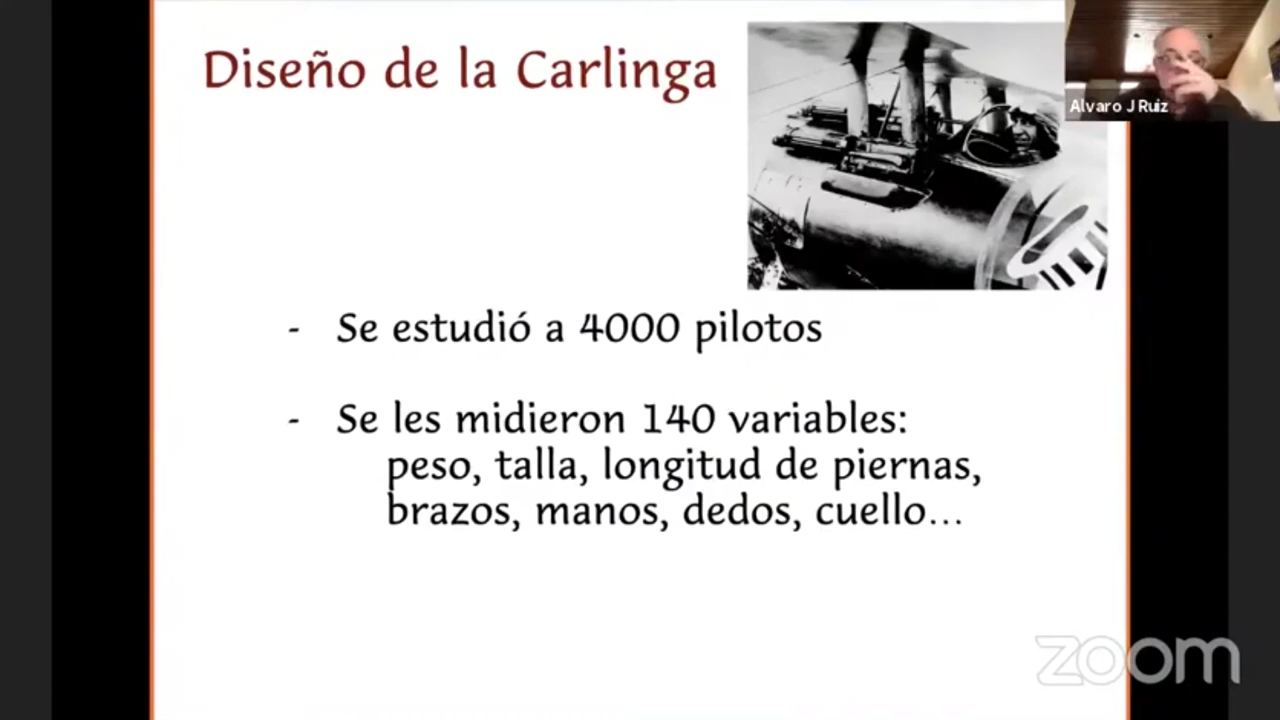 Diseño de la Carlinga
Alvaro J Ruiz
- Se estudió a 4000 pilotos
- Se les midieron 140 variables:
peso, talla, longitud de piernas,
brazos, manos, dedos, cuello...
zoom